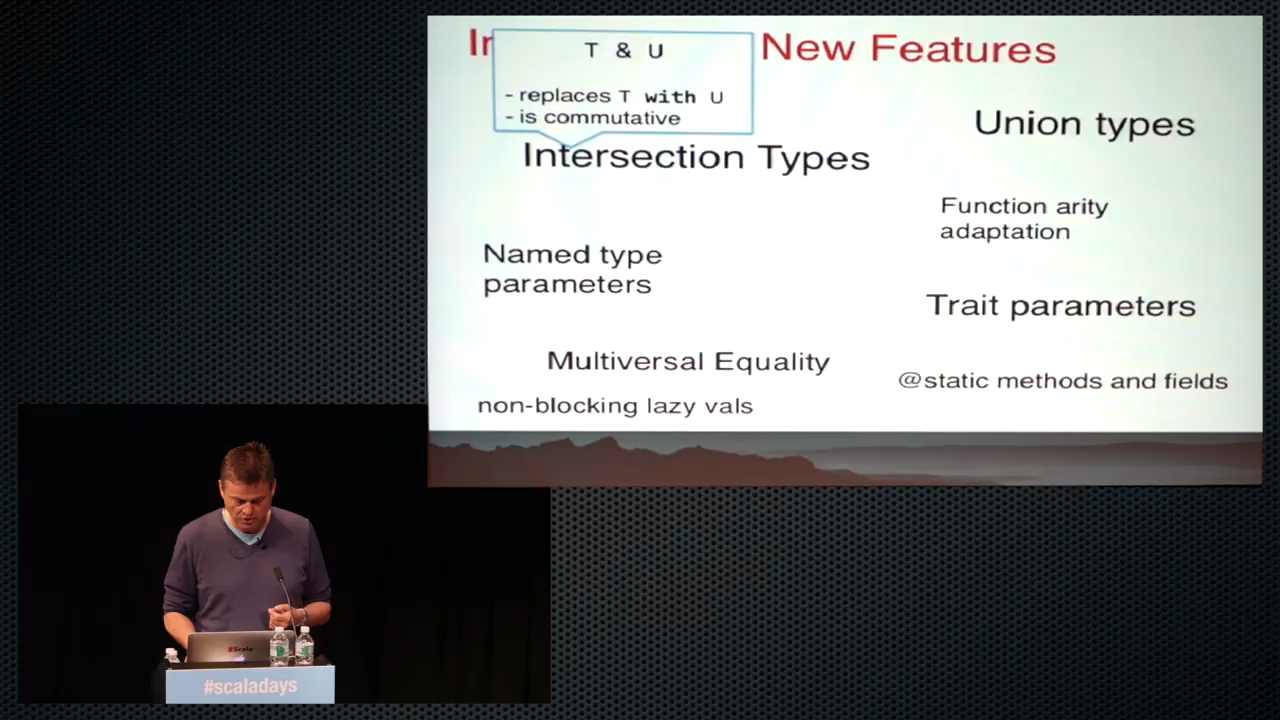 T & U
New Features
- replaces T with U
- is commutative
Union types
Intersection Types
Function arity
adaptation
Named type
parameters
Trait parameters
Multiversal Equality
@static methods and fields
non-blocking lazy vals
Scala
#scaladays